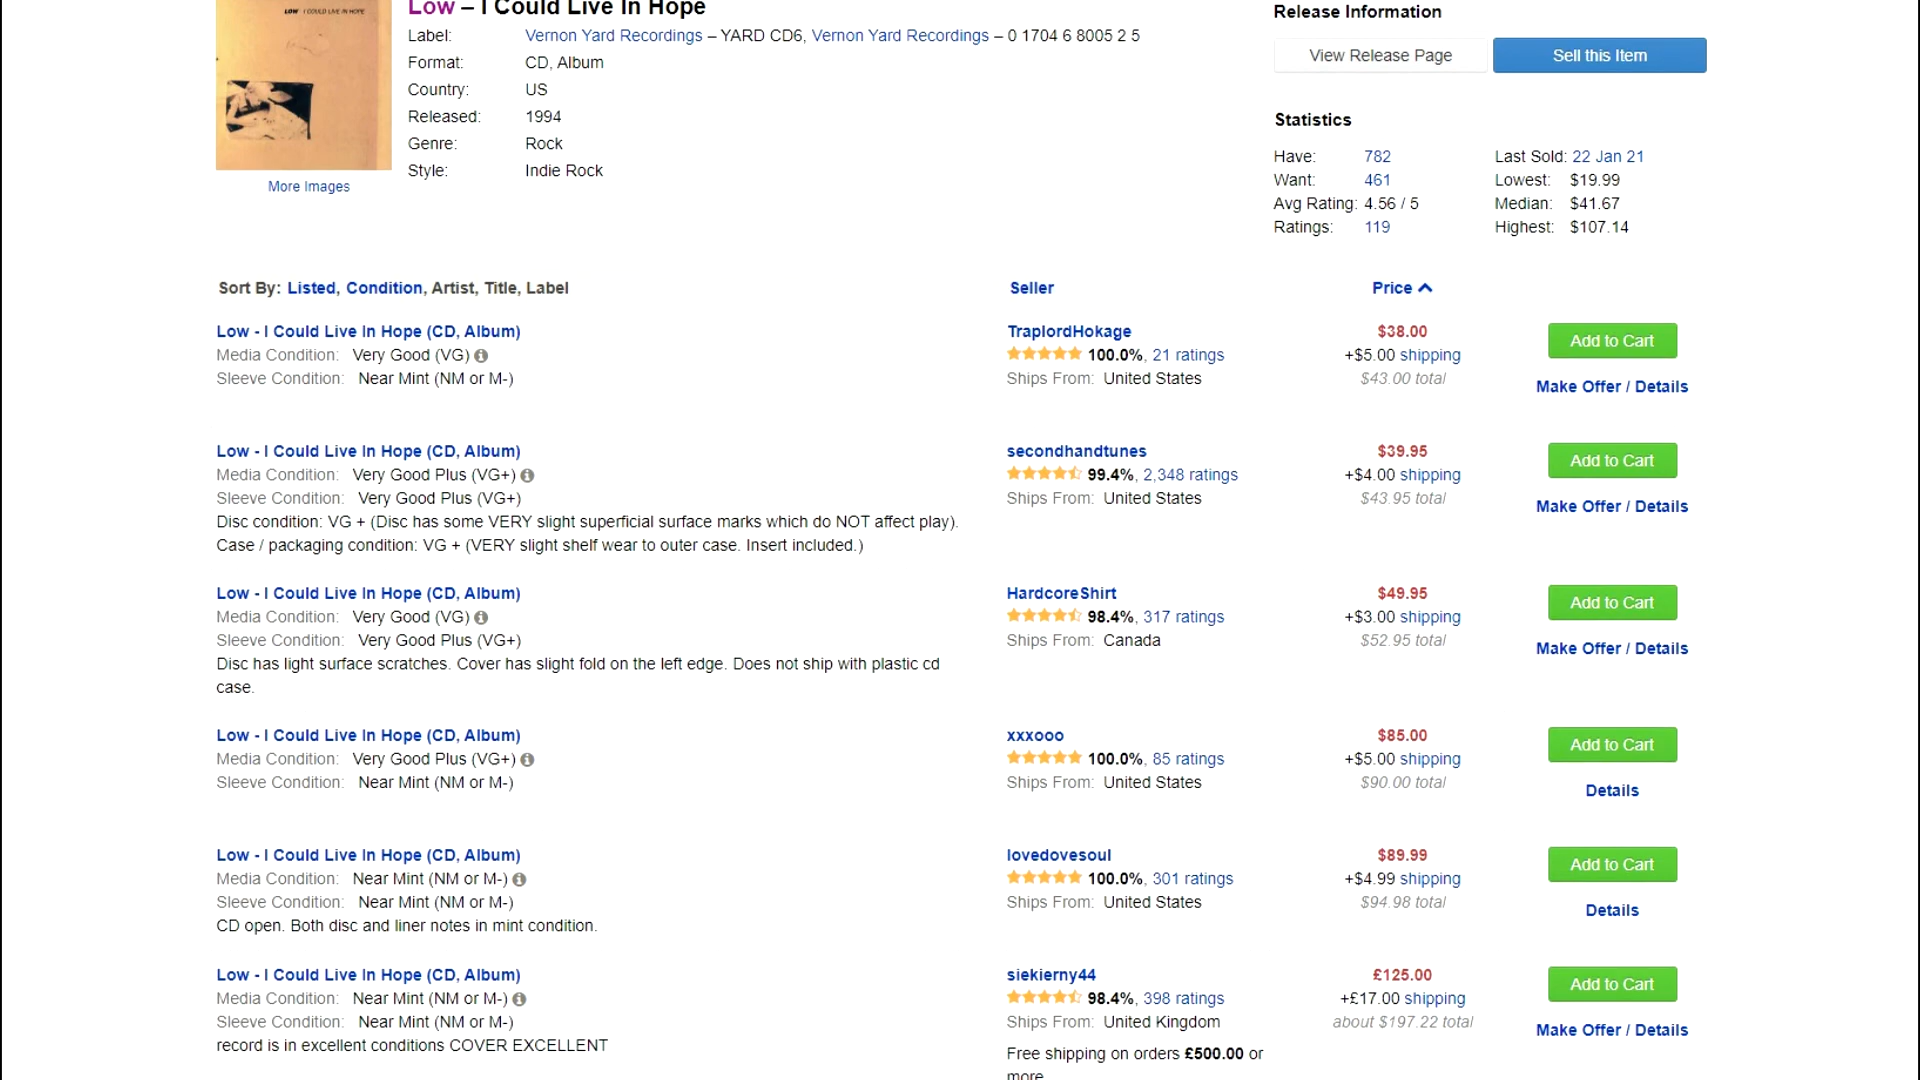 LOW I COULD LIVE IN HOPE
Low – I Could Live In Hope
Label: Vernon Yard Recordings – YARD CD6, Vernon Yard Recordings – 0 1704 6 8005 2 5
Format: CD, Album
Country: US
Released: 1994
Genre: Rock
Style: Indie Rock
More Images
Release Information
View Release Page Sell this Item
Statistics
Have: 782 Last Sold: 22 Jan 21
Want: 461 Lowest: $19.99
Avg Rating: 4.56 / 5 Median: $41.67
Ratings: 119 Highest: $107.14
Sort By: Listed, Condition, Artist, Title, Label Seller Price
Low - I Could Live In Hope (CD, Album) TraplordHokage $38.00 Add to Cart
Media Condition: Very Good (VG) 100.0%, 21 ratings +$5.00 shipping
Sleeve Condition: Near Mint (NM or M-) Ships From: United States $43.00 total Make Offer / Details
Low - I Could Live In Hope (CD, Album) secondhandtunes $39.95 Add to Cart
Media Condition: Very Good Plus (VG+) 99.4%, 2,348 ratings +$4.00 shipping
Sleeve Condition: Very Good Plus (VG+) Ships From: United States $43.95 total Make Offer / Details
Disc condition: VG + (Disc has some VERY slight superficial surface marks which do NOT affect play).
Case / packaging condition: VG + (VERY slight shelf wear to outer case. Insert included.)
Low - I Could Live In Hope (CD, Album) HardcoreShirt $49.95 Add to Cart
Media Condition: Very Good (VG) 98.4%, 317 ratings +$3.00 shipping
Sleeve Condition: Very Good Plus (VG+) Ships From: Canada $52.95 total Make Offer / Details
Disc has light surface scratches. Cover has slight fold on the left edge. Does not ship with plastic cd
case.
Low - I Could Live In Hope (CD, Album) xxxooo $85.00 Add to Cart
Media Condition: Very Good Plus (VG+) 100.0%, 85 ratings +$5.00 shipping
Sleeve Condition: Near Mint (NM or M-) Ships From: United States $90.00 total Details
Low - I Could Live In Hope (CD, Album) lovedovesoul $89.99 Add to Cart
Media Condition: Near Mint (NM or M-) 100.0%, 301 ratings +$4.99 shipping
Sleeve Condition: Near Mint (NM or M-) Ships From: United States $94.98 total Details
CD open. Both disc and liner notes in mint condition.
Low - I Could Live In Hope (CD, Album) siekierny44 £125.00 Add to Cart
Media Condition: Near Mint (NM or M-) 98.4%, 398 ratings +£17.00 shipping
Sleeve Condition: Near Mint (NM or M-) Ships From: United Kingdom about $197.22 total Make Offer / Details
record is in excellent conditions COVER EXCELLENT
Free shipping on orders £500.00 or
more